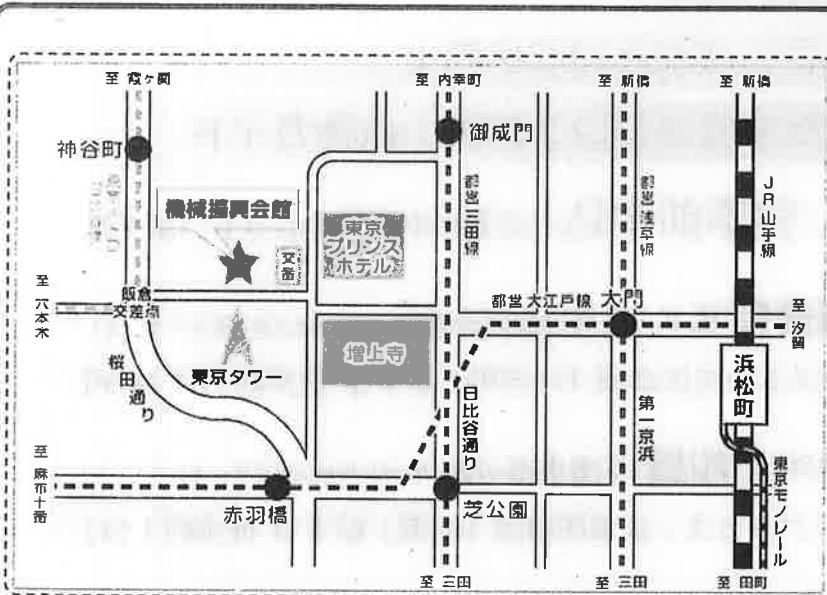 至 霞ヶ関
至 内幸町
至 新橋
至 新橋
神谷町
御成門
機械振興会館
東京
プリンス
ホテル
交番
都営三田線
都営浅草線
JR山手線
至 六本木
飯倉
交差点
都営大江戸線
大門
至 汐留
増上寺
東京タワー
桜田通り
浜松町
日比谷通り
第一京浜
至 麻布十番
赤羽橋
芝公園
東京モノレール
至 三田
至 三田
至 田町